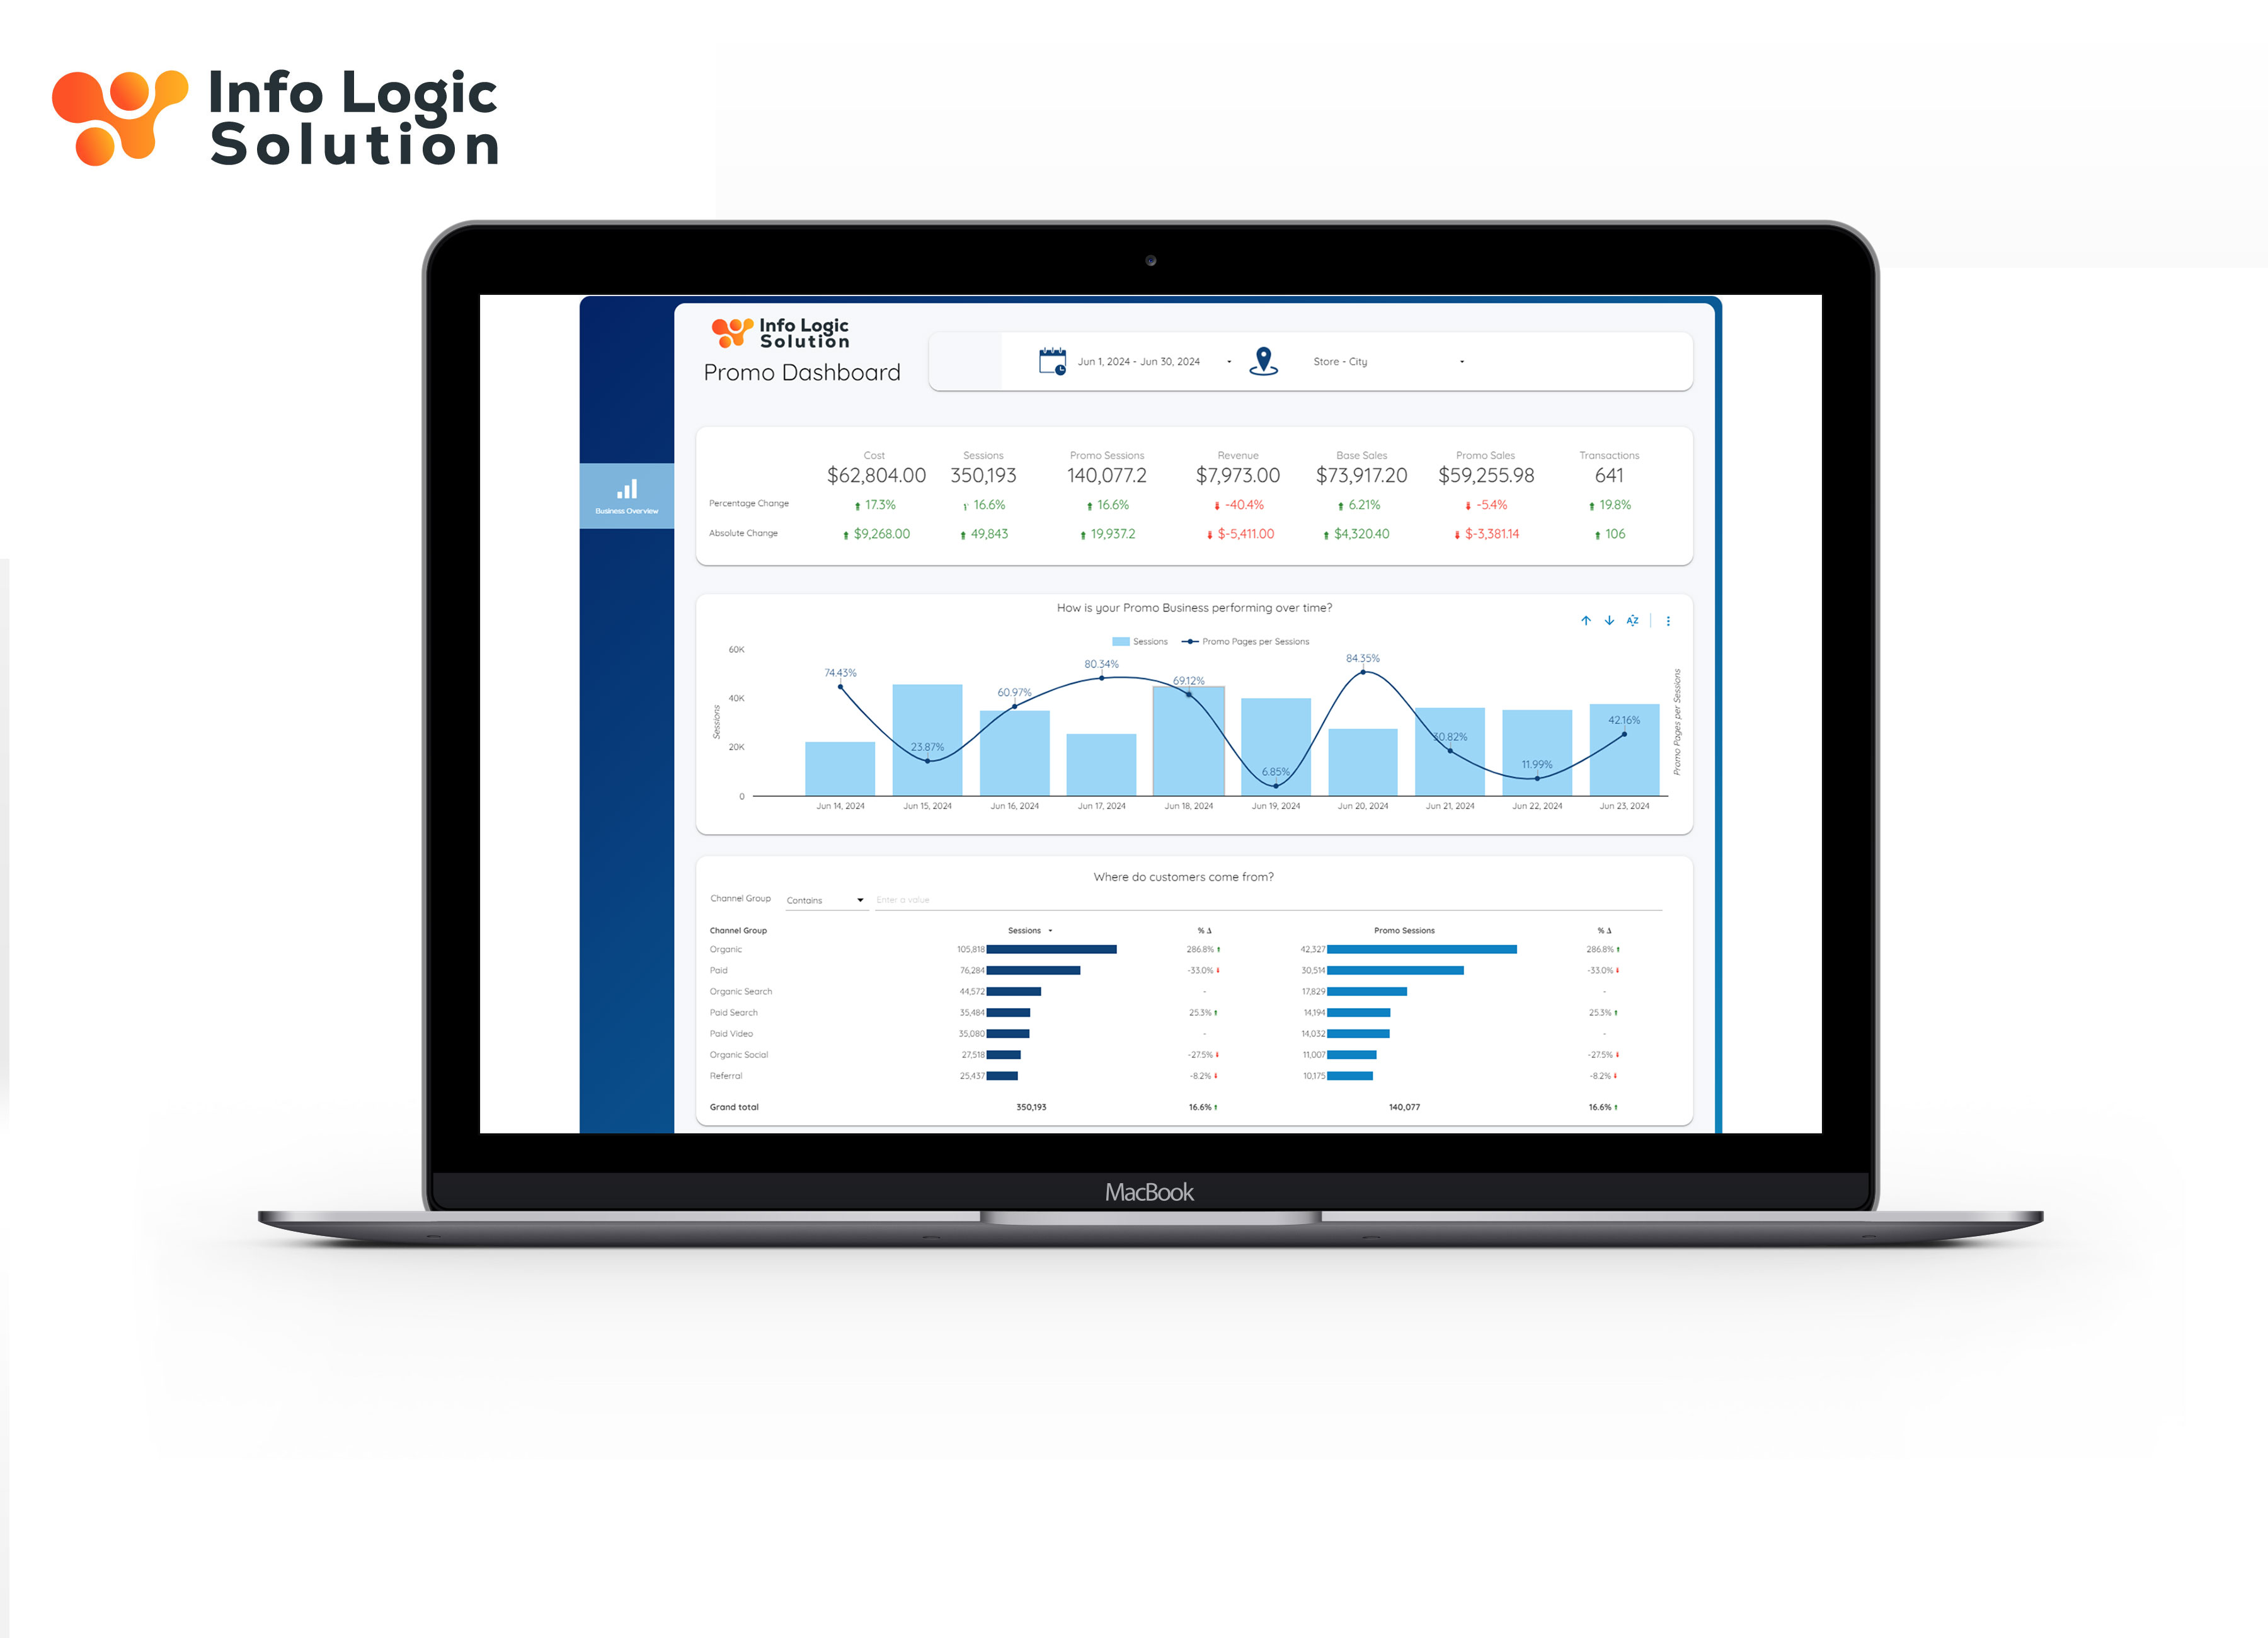 Info Logic
Solution
Info Logic
Solution
Promo Dashboard
Jun 1, 2024 - Jun 30, 2024
Store - City
Business Overview
Cost Sessions Promo Sessions Revenue Base Sales Promo Sales Transactions
$62,804.00 350,193 140,077.2 $7,973.00 $73,917.20 $59,255.98 641
Percentage Change 17.3% 16.6% 16.6% -40.4% 6.21% -5.4% 19.8%
Absolute Change $9,268.00 49,843 19,937.2 $-5,411.00 $4,320.40 $-3,381.14 106
How is your Promo Business performing over time?
AZ
Sessions Promo Pages per Sessions
60K
40K
20K
0
Sessions
74.43% 23.87% 60.97% 80.34% 69.12% 6.85% 84.35% 30.82% 11.99% 42.16%
Promo Pages per Sessions
Jun 14, 2024 Jun 15, 2024 Jun 16, 2024 Jun 17, 2024 Jun 18, 2024 Jun 19, 2024 Jun 20, 2024 Jun 21, 2024 Jun 22, 2024 Jun 23, 2024
Where do customers come from?
Channel Group Contains Enter a value
Channel Group Sessions % Δ Promo Sessions % Δ
Organic 105,818 286.8% 42,327 286.8%
Paid 76,284 -33.0% 30,514 -33.0%
Organic Search 44,572 - 17,829 -
Paid Search 35,484 25.3% 14,194 25.3%
Paid Video 35,080 - 14,032 -
Organic Social 27,518 -27.5% 11,007 -27.5%
Referral 25,437 -8.2% 10,175 -8.2%
Grand total 350,193 16.6% 140,077 16.6%
MacBook